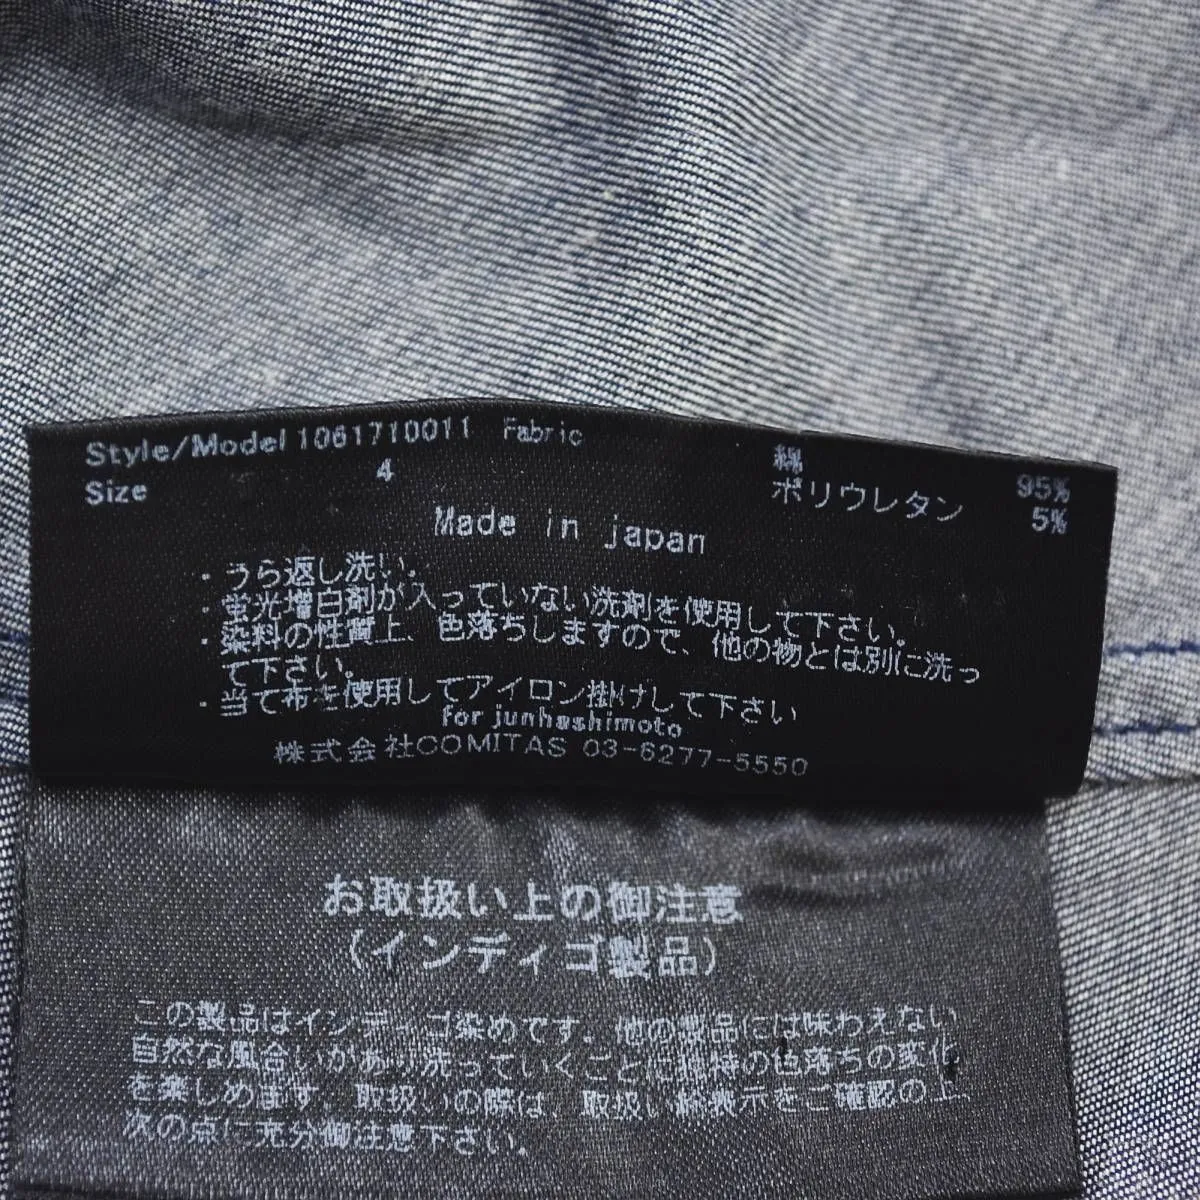 Style/Model 1061710011 Fabric 綿 95%
Size 4 ポリウレタン 5%
Made in japan
・うら返し洗い.
・蛍光増白剤が入っていない洗剤を使用して下さい.
・染料の性質上、色落ちしますので、他の物とは別に洗っ
て下さい.
・当て布を使用してアイロン掛けして下さい
for junhashimoto
株式会社COMITAS 03-6277-5550
お取扱い上の御注意
(インディゴ製品)
この製品はインディゴ染めです. 他の製品には味わえない
自然な風合いがあり洗っていくごとに独特の色落ちの変化
を楽しめます. 取扱いの際は、取扱い絵表示をご確認の上、
次の点に充分御注意下さい.